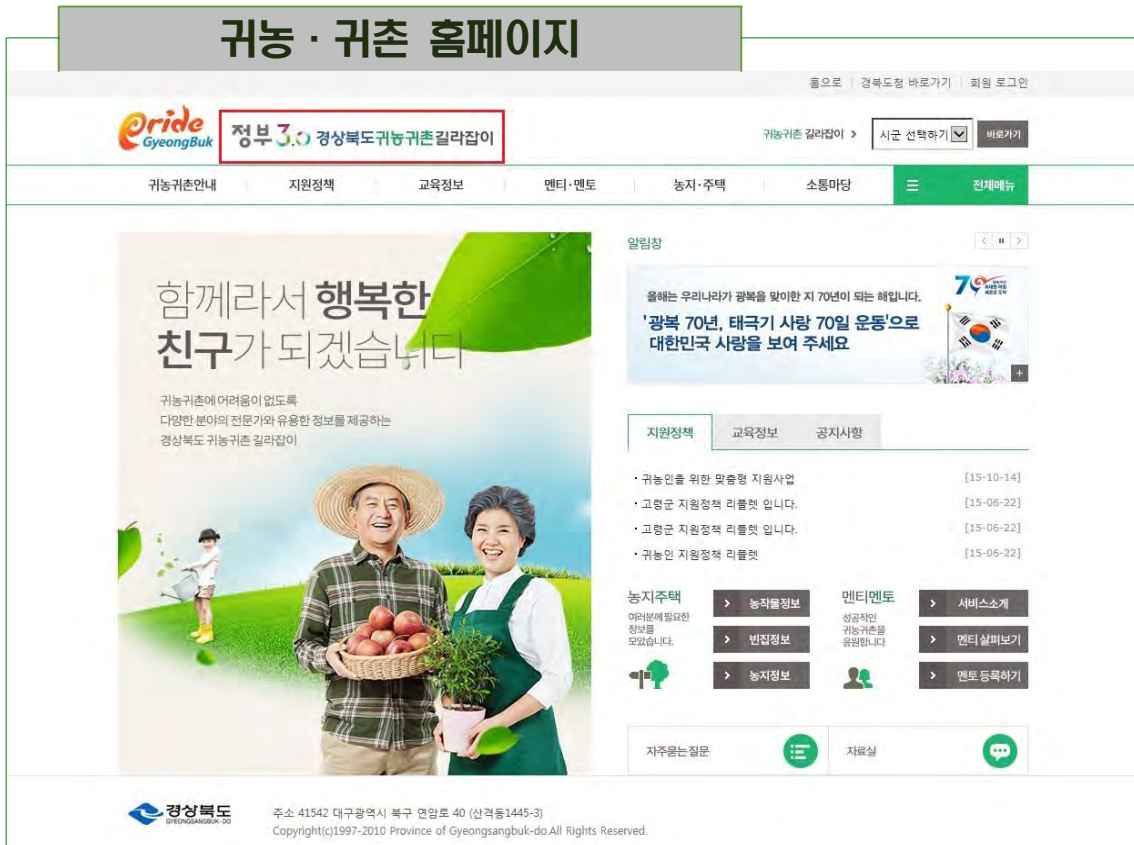 귀농 · 귀촌 홈페이지
홈으로 | 경북도청 바로가기 | 회원 로그인
Pride GyeongBuk
정부3.0 경상북도귀농귀촌길라잡이
귀농귀촌 길라잡이 > 시군 선택하기 바로가기
귀농귀촌안내 지원정책 교육정보 멘티·멘토 농지·주택 소통마당 전체메뉴
함께라서 행복한
친구가 되겠습니다
귀농귀촌에 어려움이 없도록
다양한 분야의 전문가와 유용한 정보를 제공하는
경상북도 귀농귀촌 길라잡이
알림창
올해는 우리나라가 광복을 맞이한 지 70년이 되는 해입니다.
'광복 70년, 태극기 사랑 70일 운동'으로
대한민국 사랑을 보여 주세요
지원정책 교육정보 공지사항
· 귀농인을 위한 맞춤형 지원사업 [15-10-14]
· 고령군 지원정책 리플렛 입니다. [15-06-22]
· 고령군 지원정책 리플렛 입니다. [15-06-22]
· 귀농인 지원정책 리플렛 [15-06-22]
농지주택
여러분께 필요한
정보를
모았습니다.
> 농작물정보
> 빈집정보
> 농지정보
멘티멘토
성공적인
귀농귀촌을
응원합니다
> 서비스소개
> 멘티 살펴보기
> 멘토 등록하기
자주묻는질문
자료실
경상북도
GYEONGSANGBUK-DO
주소 41542 대구광역시 북구 연암로 40 (산격동1445-3)
Copyright(c)1997-2010 Province of Gyeongsangbuk-do.All Rights Reserved.